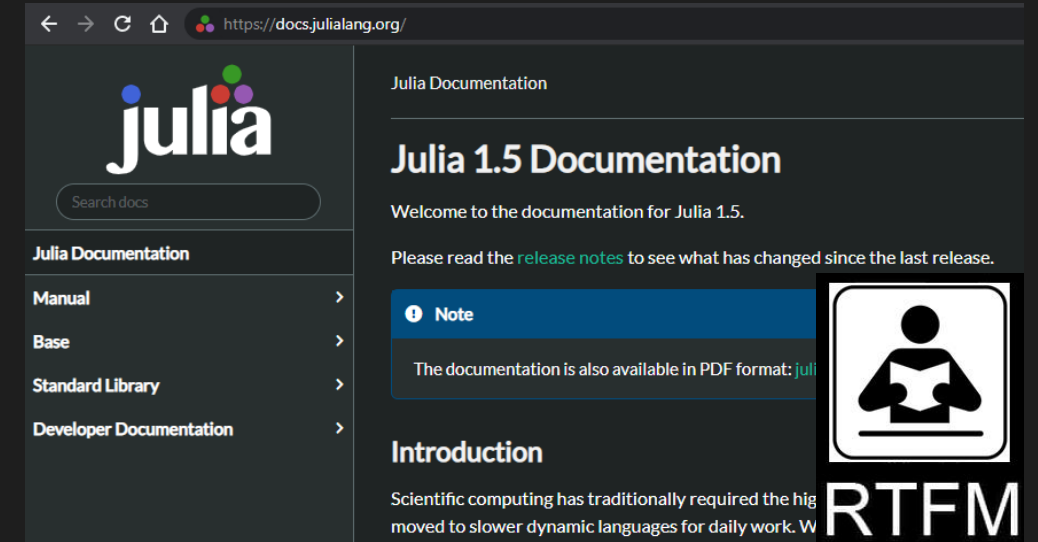 https://docs.julialang.org/
julia
Search docs
Julia Documentation
Manual
Base
Standard Library
Developer Documentation
Julia Documentation
Julia 1.5 Documentation
Welcome to the documentation for Julia 1.5.
Please read the release notes to see what has changed since the last release.
Note
The documentation is also available in PDF format: juli
Introduction
Scientific computing has traditionally required the hig
moved to slower dynamic languages for daily work. W
RTFM